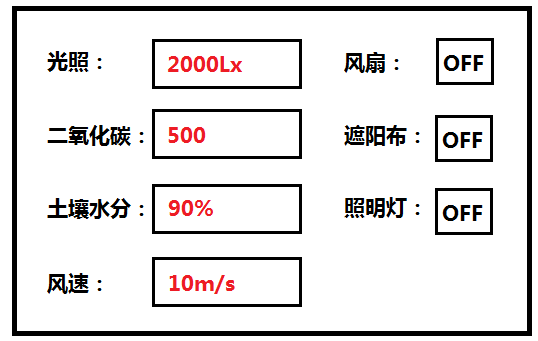 光照： 2000Lx 风扇： OFF
二氧化碳： 500 遮阳布： OFF
土壤水分： 90% 照明灯： OFF
风速： 10m/s